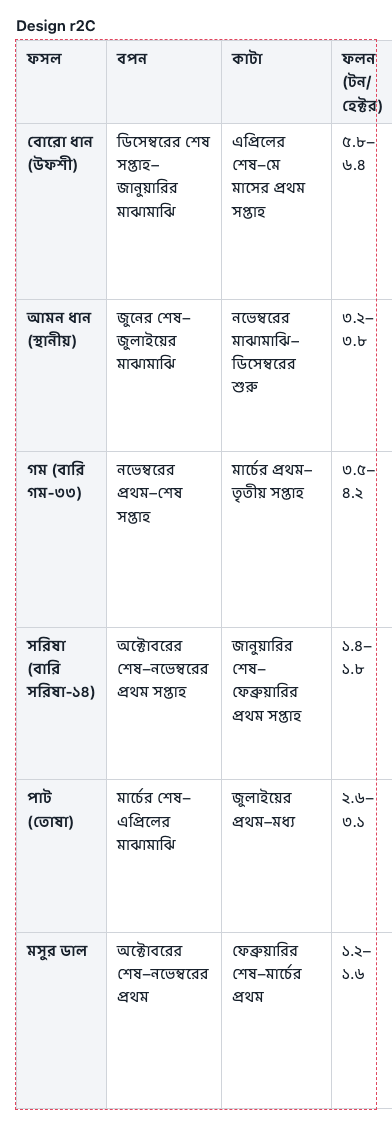 Design r2C
ফসল
বপন
কাটা
ফলন
(টন/
হেক্টর)
বোরো ধান
(উফশী)
ডিসেম্বরের শেষ
সপ্তাহ–
জানুয়ারির
মাঝামাঝি
এপ্রিলের
শেষ–মে
মাসের প্রথম
সপ্তাহ
৫.৮–
৬.৪
আমন ধান
(স্থানীয়)
জুনের শেষ–
জুলাইয়ের
মাঝামাঝি
নভেম্বরের
মাঝামাঝি–
ডিসেম্বরের
শুরু
৩.২–
৩.৮
গম (বারি
গম-৩৩)
নভেম্বরের
প্রথম–শেষ
সপ্তাহ
মার্চের প্রথম–
তৃতীয় সপ্তাহ
৩.৫–
৪.২
সরিষা
(বারি
সরিষা-১৪)
অক্টোবরের
শেষ–নভেম্বরের
প্রথম সপ্তাহ
জানুয়ারির
শেষ–
ফেব্রুয়ারির
প্রথম সপ্তাহ
১.৪–
১.৮
পাট
(তোষা)
মার্চের শেষ–
এপ্রিলের
মাঝামাঝি
জুলাইয়ের
প্রথম–মধ্য
২.৬–
৩.১
মসুর ডাল
অক্টোবরের
শেষ–নভেম্বরের
প্রথম
ফেব্রুয়ারির
শেষ–মার্চের
প্রথম
১.২–
১.৬